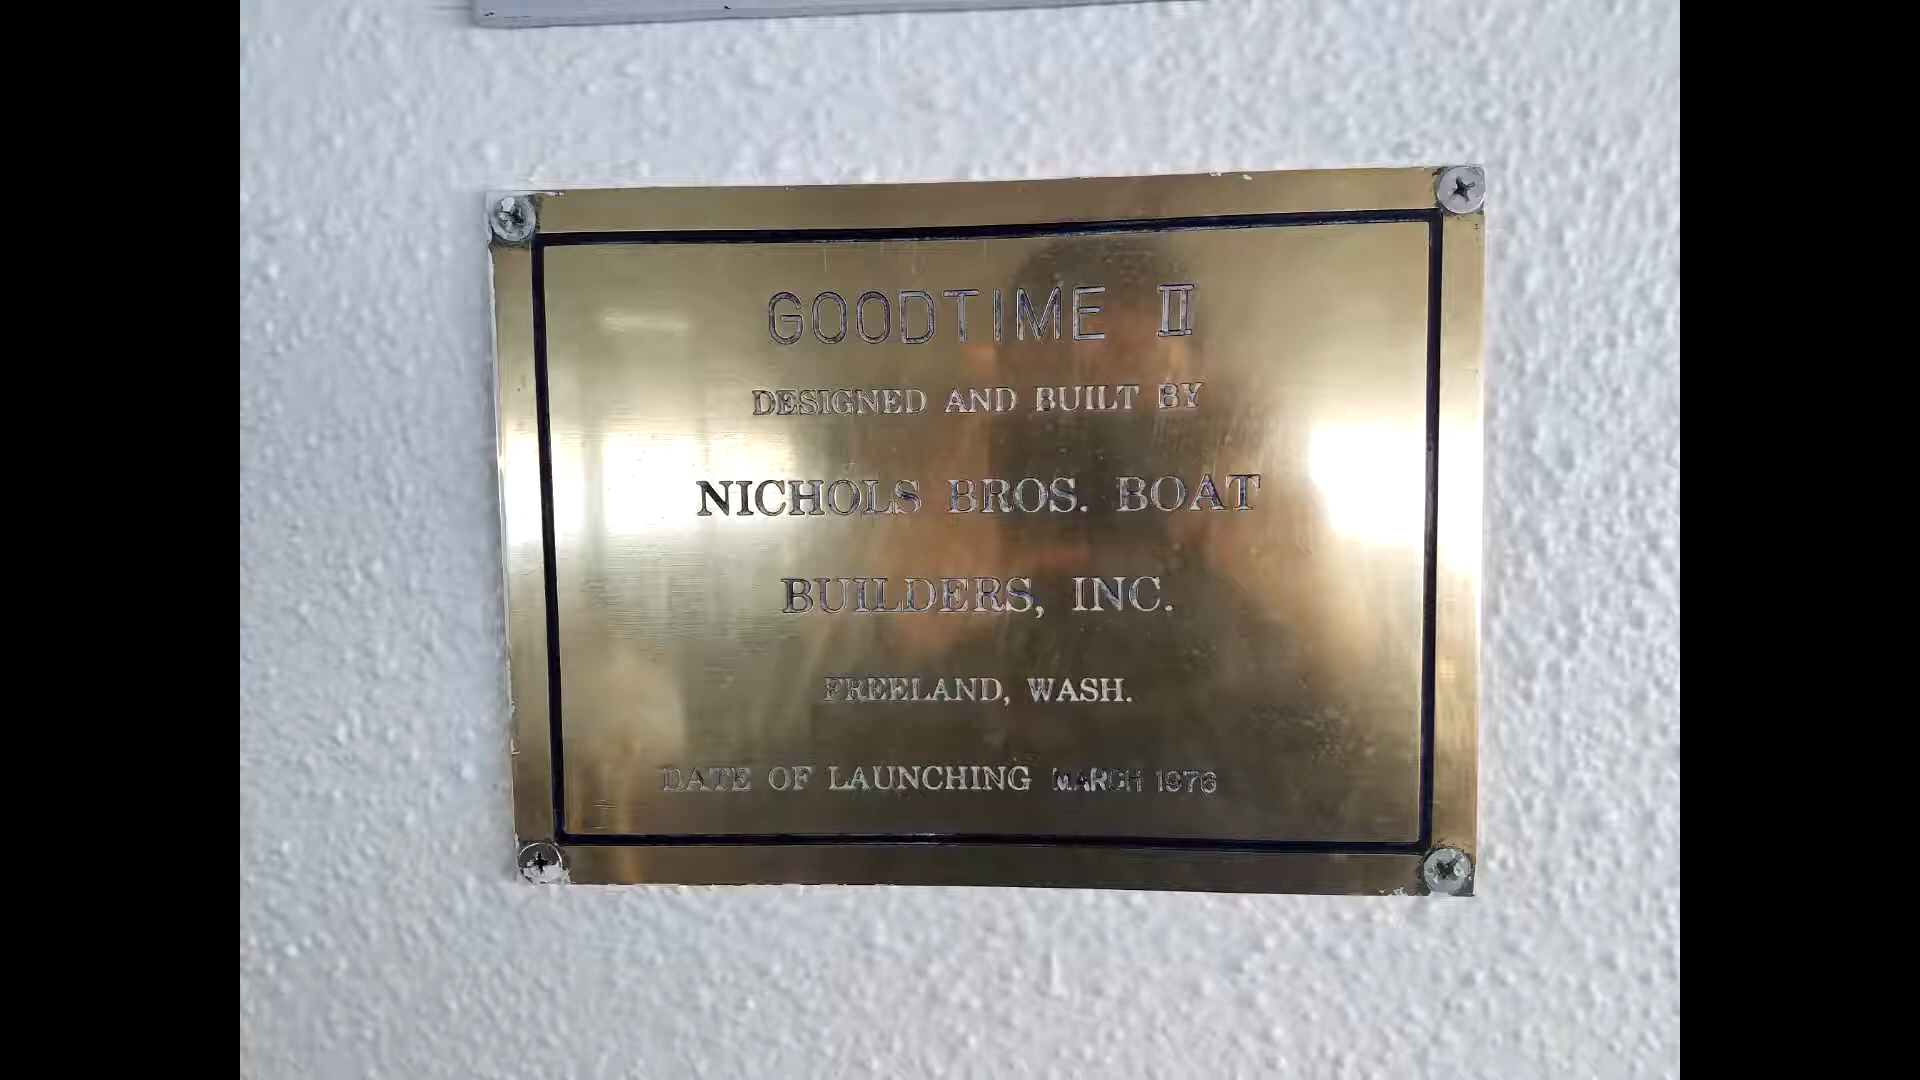 GOODTIME II
DESIGNED AND BUILT BY
NICHOLS BROS. BOAT
BUILDERS, INC.
FREELAND, WASH.
DATE OF LAUNCHING MARCH 1976